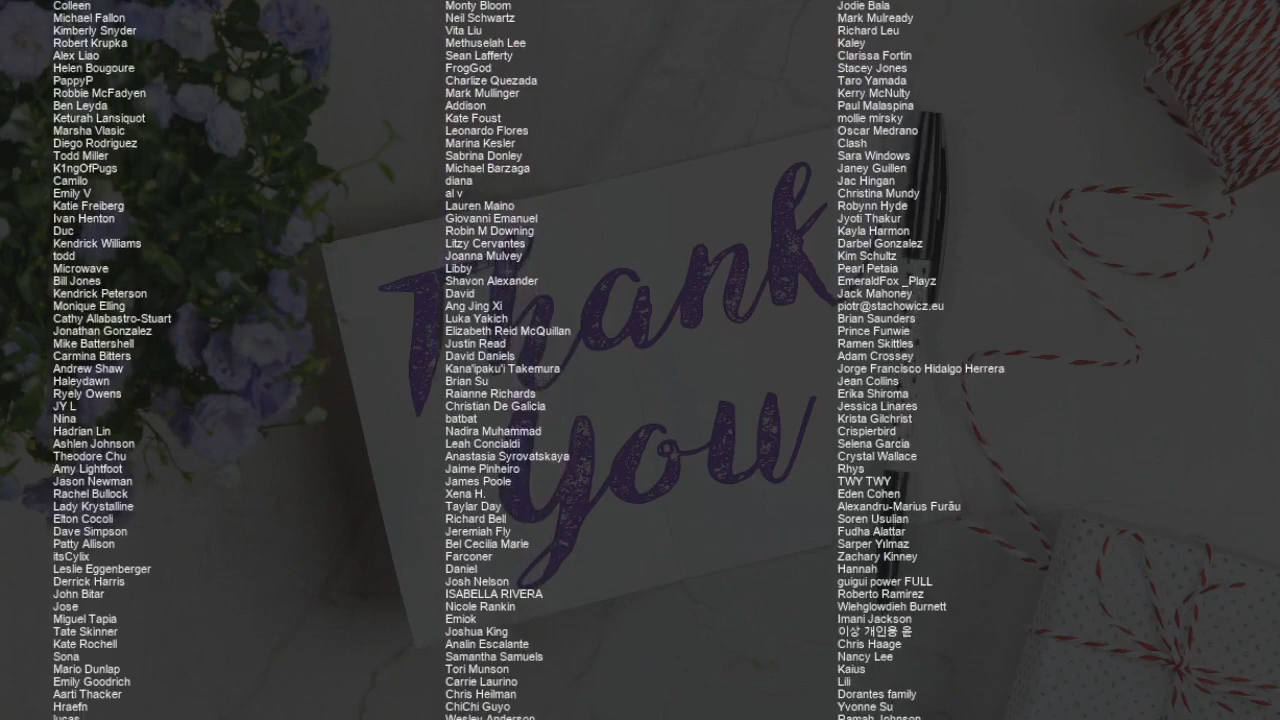 Colleen
Michael Fallon
Kimberly Snyder
Robert Krupka
Alex Liao
Helen Bougoure
PappyP
Robbie McFadyen
Ben Leyda
Keturah Lansiquot
Marsha Vlasic
Diego Rodriguez
Todd Miller
K1ngOfPugs
Camilo
Emily V
Katie Freiberg
Ivan Henton
Duc
Kendrick Williams
todd
Microwave
Bill Jones
Kendrick Peterson
Monique Elling
Cathy Allabastro-Stuart
Jonathan Gonzalez
Mike Battershell
Carmina Bitters
Andrew Shaw
Haleydawn
Ryely Owens
JY L
Nina
Hadrian Lin
Ashlen Johnson
Theodore Chu
Amy Lightfoot
Jason Newman
Rachel Bullock
Lady Krystalline
Elton Cocoli
Dave Simpson
Patty Allison
itsCylix
Leslie Eggenberger
Derrick Harris
John Bitar
Jose
Miguel Tapia
Tate Skinner
Kate Rochell
Sona
Mario Dunlap
Emily Goodrich
Aarti Thacker
Hraefn
lucas
Monty Bloom
Neil Schwartz
Vita Liu
Methuselah Lee
Sean Lafferty
FrogGod
Charlize Quezada
Mark Mullinger
Addison
Kate Foust
Leonardo Flores
Marina Kesler
Sabrina Donley
Michael Barzaga
diana
al v
Lauren Maino
Giovanni Emanuel
Robin M Downing
Litzy Cervantes
Joanna Mulvey
Libby
Shavon Alexander
David
Ang Jing Xi
Luka Yakich
Elizabeth Reid McQuillan
Justin Read
David Daniels
Kana'ipaku'i Takemura
Brian Su
Raianne Richards
Christian De Galicia
batbat
Nadira Muhammad
Leah Concialdi
Anastasia Syrovatskaya
Jaime Pinheiro
James Poole
Xena H.
Taylar Day
Richard Bell
Jeremiah Fly
Bel Cecilia Marie
Farconer
Daniel
Josh Nelson
ISABELLA RIVERA
Nicole Rankin
Emiok
Joshua King
Analin Escalante
Samantha Samuels
Tori Munson
Carrie Laurino
Chris Heilman
ChiChi Guyo
Wesley Anderson
Jodie Bala
Mark Mulready
Richard Leu
Kaley
Clarissa Fortin
Stacey Jones
Taro Yamada
Kerry McNulty
Paul Malaspina
mollie mirsky
Oscar Medrano
Clash
Sara Windows
Janey Guillen
Jac Hingan
Christina Mundy
Robynn Hyde
Jyoti Thakur
Kayla Harmon
Darbel Gonzalez
Kim Schultz
Pearl Petaia
EmeraldFox _Playz
Jack Mahoney
piotr@stachowicz.eu
Brian Saunders
Prince Funwie
Ramen Skittles
Adam Crossey
Jorge Francisco Hidalgo Herrera
Jean Collins
Erika Shiroma
Jessica Linares
Krista Gilchrist
Crispierbird
Selena Garcia
Crystal Wallace
Rhys
TWY TWY
Eden Cohen
Alexandru-Marius Furău
Soren Usulian
Fudha Alattar
Sarper Yılmaz
Zachary Kinney
Hannah
guigui power FULL
Roberto Ramirez
Wlehglowdieh Burnett
Imani Jackson
이상 개인용 윤
Chris Haage
Nancy Lee
Kaius
Lili
Dorantes family
Yvonne Su
Ramah Johnson
Thank
you